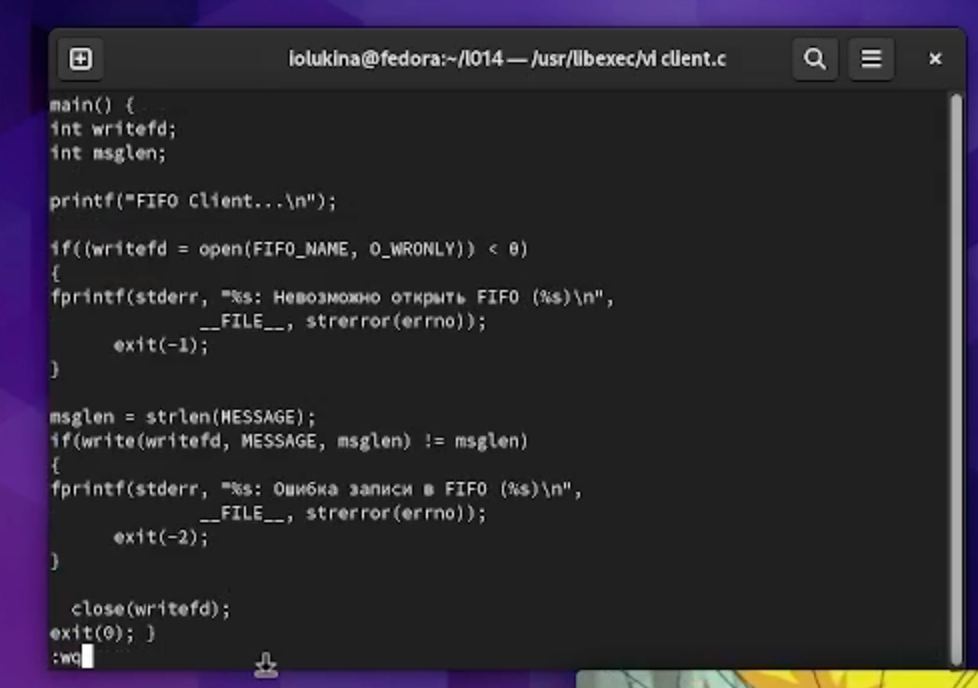 iolukina@fedora:~/l014 — /usr/libexec/vi client.c
main() {
int writefd;
int msglen;
printf("FIFO Client...\n");
if((writefd = open(FIFO_NAME, O_WRONLY)) < 0)
{
fprintf(stderr, "%s: Невозможно открыть FIFO (%s)\n",
__FILE__, strerror(errno));
exit(-1);
}
msglen = strlen(MESSAGE);
if(write(writefd, MESSAGE, msglen) != msglen)
{
fprintf(stderr, "%s: Ошибка записи в FIFO (%s)\n",
__FILE__, strerror(errno));
exit(-2);
}
close(writefd);
exit(0); }
:wq